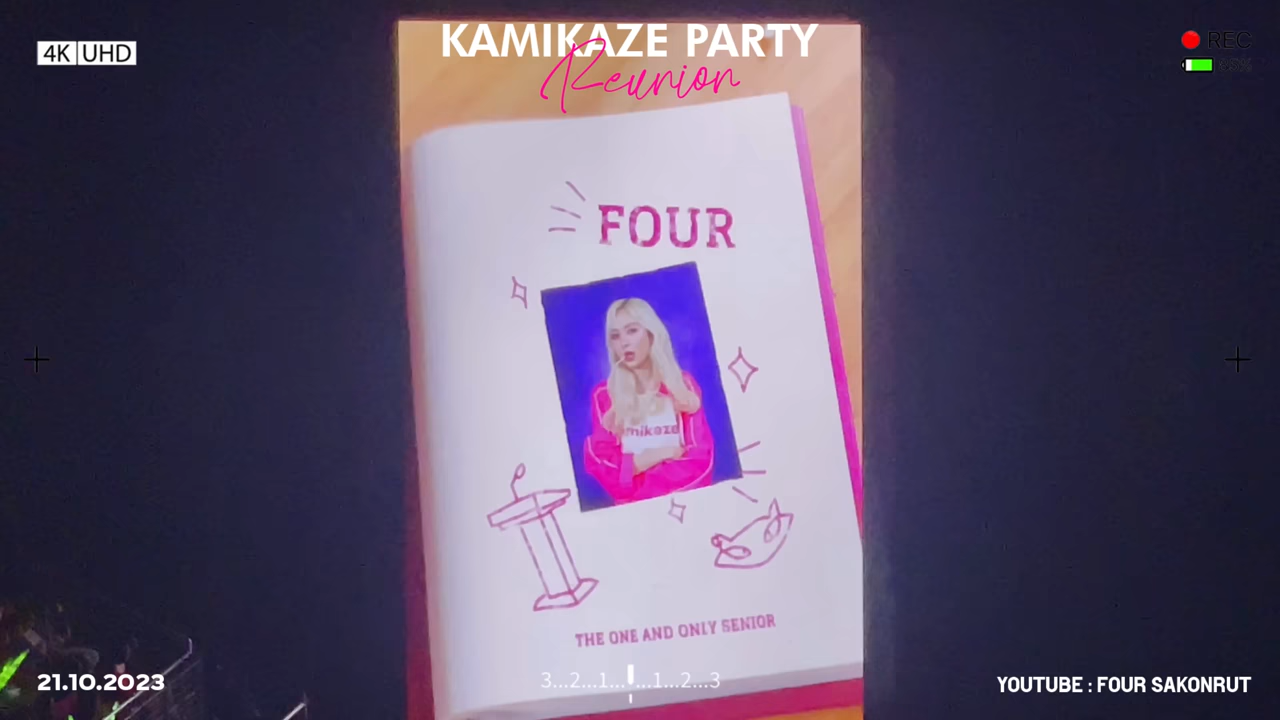 KAMIKAZE PARTY
Reunion
4K UHD
REC
FOUR
mikaze
THE ONE AND ONLY SENIOR
21.10.2023
3...2...1... ...1...2...3
YOUTUBE : FOUR SAKONRUT